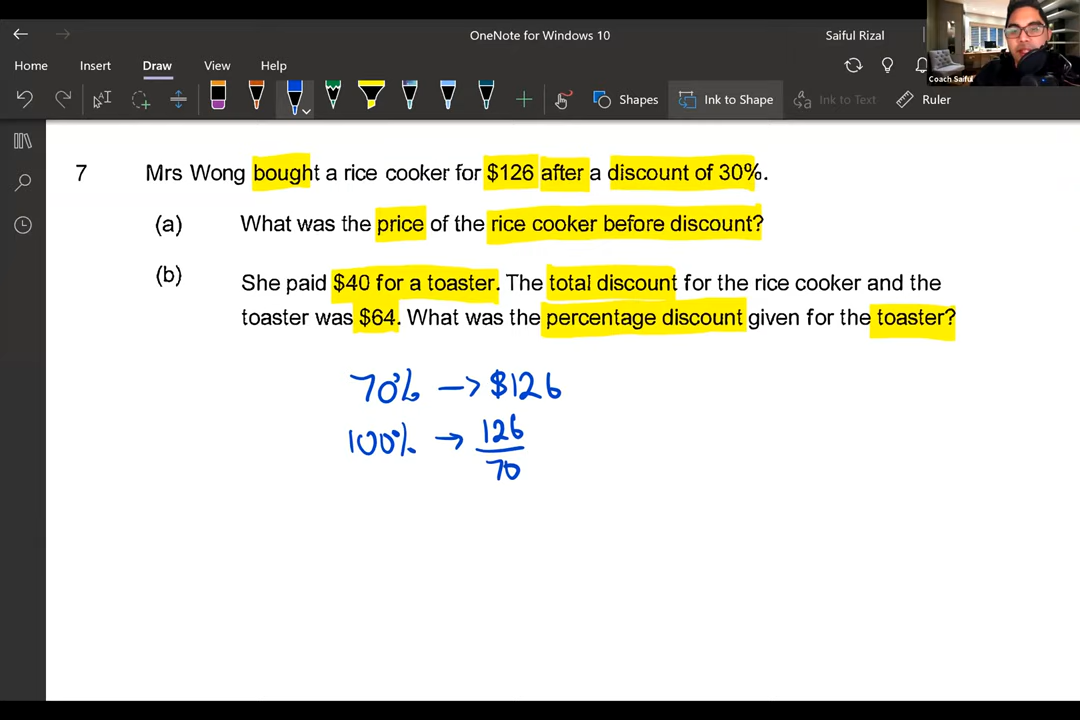 OneNote for Windows 10
Saiful Rizal
Home Insert Draw View Help
Coach Saiful
Shapes Ink to Shape Ink to Text Ruler
7 Mrs Wong bought a rice cooker for $126 after a discount of 30%.
(a) What was the price of the rice cooker before discount?
(b) She paid $40 for a toaster. The total discount for the rice cooker and the
toaster was $64. What was the percentage discount given for the toaster?
70% → $126
100% → 126
70